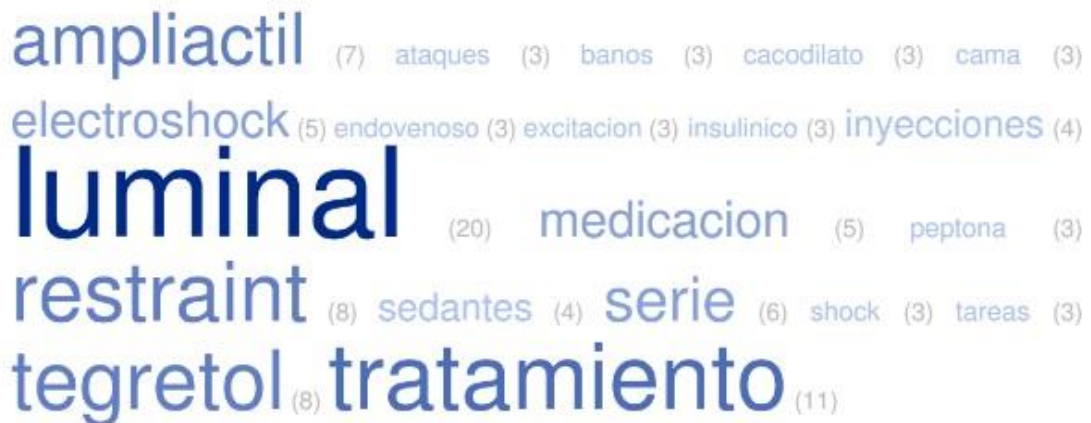 ampliactil (7) ataques (3) banos (3) cacodilato (3) cama (3)
electroshock (5) endovenoso (3) excitacion (3) insulinico (3) inyecciones (4)
luminal (20) medicacion (5) peptona (3)
restraint (8) sedantes (4) serie (6) shock (3) tareas (3)
tegretol (8) tratamiento (11)